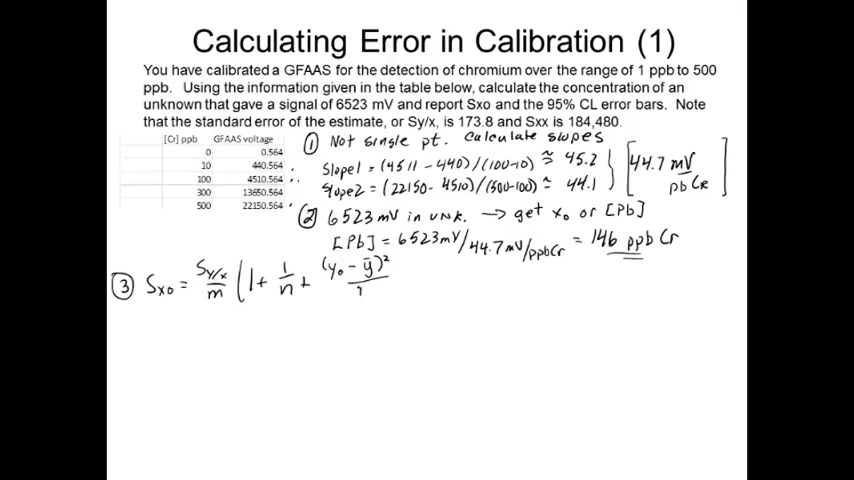 Calculating Error in Calibration (1)
You have calibrated a GFAAS for the detection of chromium over the range of 1 ppb to 500
ppb. Using the information given in the table below, calculate the concentration of an
unknown that gave a signal of 6523 mV and report Sxo and the 95% CL error bars. Note
that the standard error of the estimate, or Sy/x, is 173.8 and Sxx is 184,480.
[Cr] ppb GFAAS voltage
0 0.564
10 440.564
100 4510.564
300 13650.564
500 22150.564
① Not single pt. Calculate slopes
Slope1 = (4511 - 440)/(100-10) ≅ 45.2
Slope2 = (22150 - 4510)/(500-100) ≅ 44.1
[44.7 mV/ppb Cr]
② 6523 mV in unk. → get x₀ or [Pb]
[Pb] = 6523mV/44.7mV/ppbCr = 146 ppb Cr
③ Sx₀ = Sy/x / m (1 + 1/n + (y₀ - ȳ)²